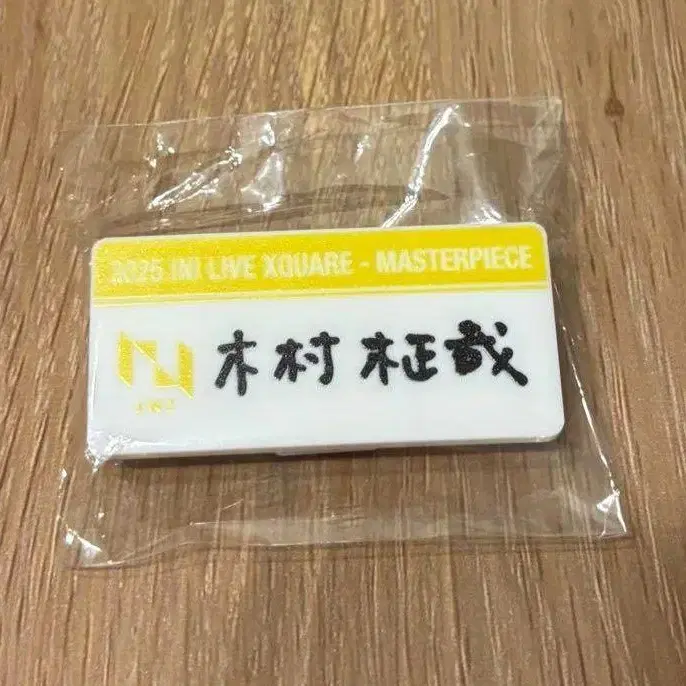 2025 INI LIVE XQUARE - MASTERPIECE
木村 柾哉
INI